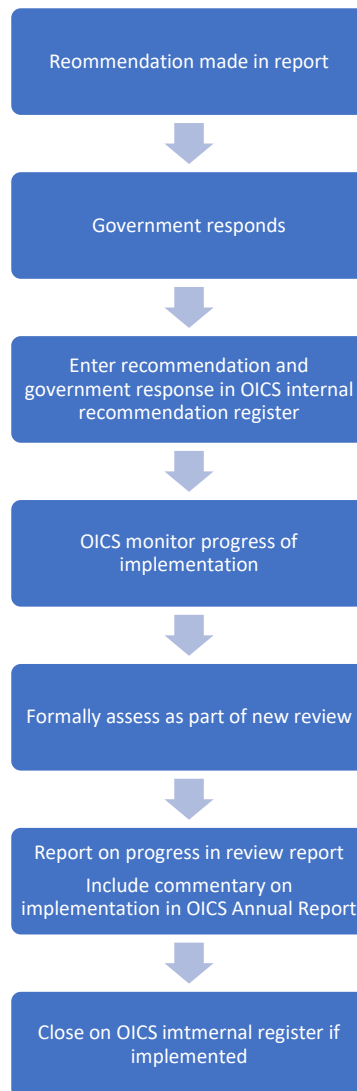 Reommendation made in report
Government responds
Enter recommendation and
government response in OICS internal
recommendation register
OICS monitor progress of
implementation
Formally assess as part of new review
Report on progress in review report
Include commentary on
implementation in OICS Annual Report
Close on OICS imtmernal register if
implemented